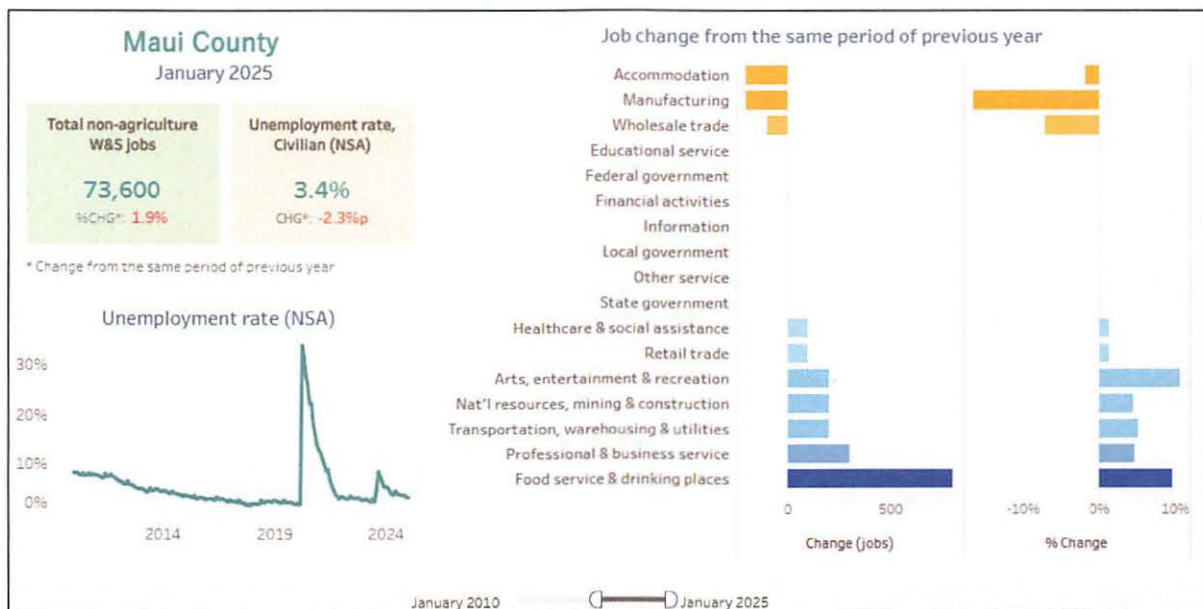 Maui County
January 2025
Total non-agriculture
W&S jobs
73,600
%CHG*: 1.9%
Unemployment rate,
Civilian (NSA)
3.4%
CHG*: -2.3%p
* Change from the same period of previous year
Unemployment rate (NSA)
30%
20%
10%
0%
2014
2019
2024
Job change from the same period of previous year
Accommodation
Manufacturing
Wholesale trade
Educational service
Federal government
Financial activities
Information
Local government
Other service
State government
Healthcare & social assistance
Retail trade
Arts, entertainment & recreation
Nat'l resources, mining & construction
Transportation, warehousing & utilities
Professional & business service
Food service & drinking places
0
500
-10%
0%
10%
Change (jobs)
% Change
January 2010
January 2025